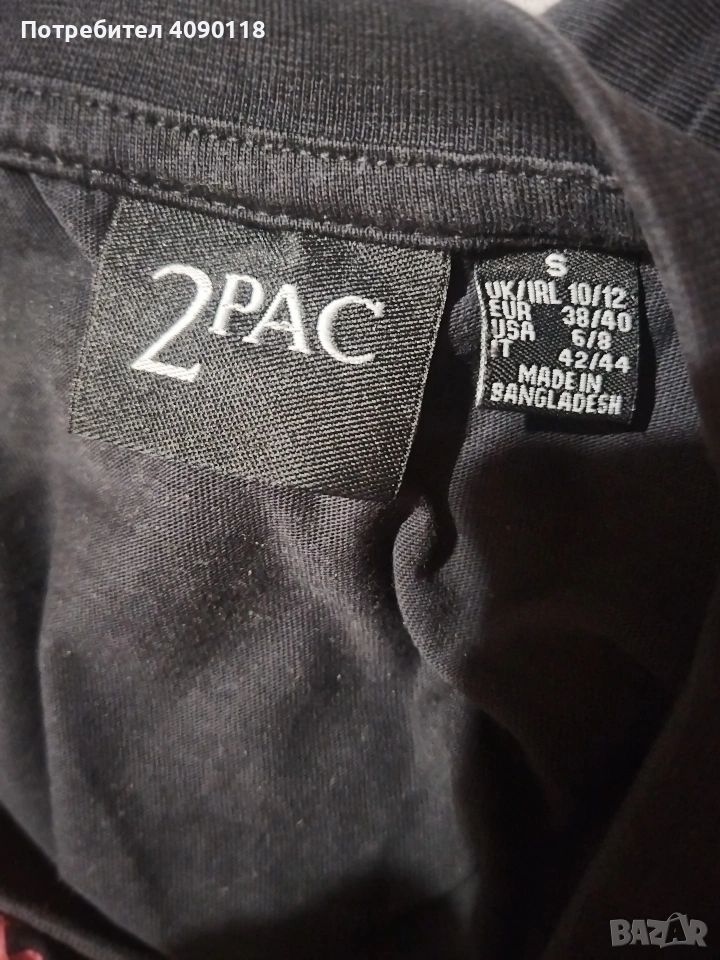 Потребител 4090118
2PAC
S
UK/IRL 10/12
EUR 38/40
USA 6/8
IT 42/44
MADE IN
BANGLADESH
BAZAR